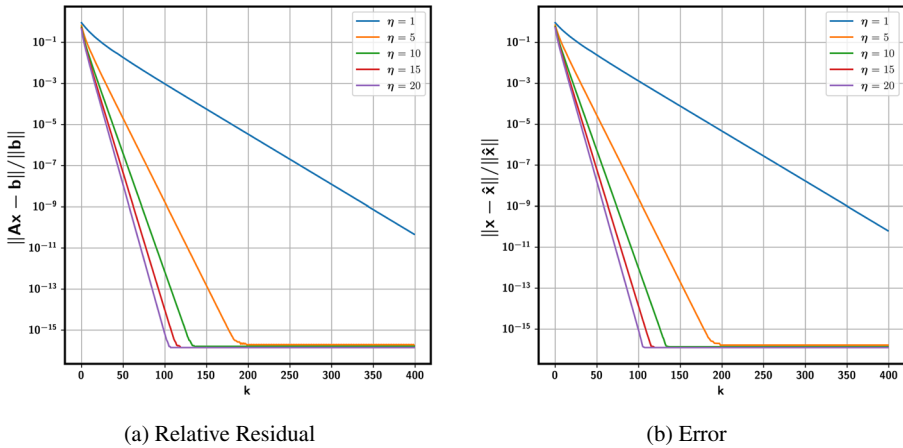 ||Ax − b||/||b||
10⁻¹
10⁻³
10⁻⁵
10⁻⁷
10⁻⁹
10⁻¹¹
10⁻¹³
10⁻¹⁵
0 50 100 150 200 250 300 350 400
k
η = 1
η = 5
η = 10
η = 15
η = 20
(a) Relative Residual
||x − x̂||/||x̂||
10⁻¹
10⁻³
10⁻⁵
10⁻⁷
10⁻⁹
10⁻¹¹
10⁻¹³
10⁻¹⁵
0 50 100 150 200 250 300 350 400
k
η = 1
η = 5
η = 10
η = 15
η = 20
(b) Error